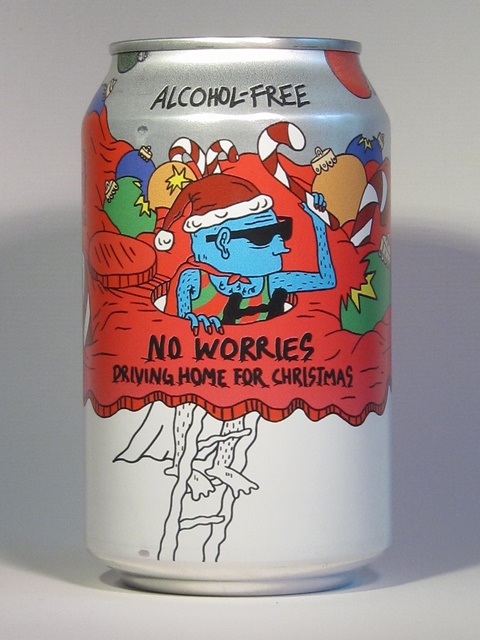 ALCOHOL-FREE
NO WORRIES
DRIVING HOME FOR CHRISTMAS